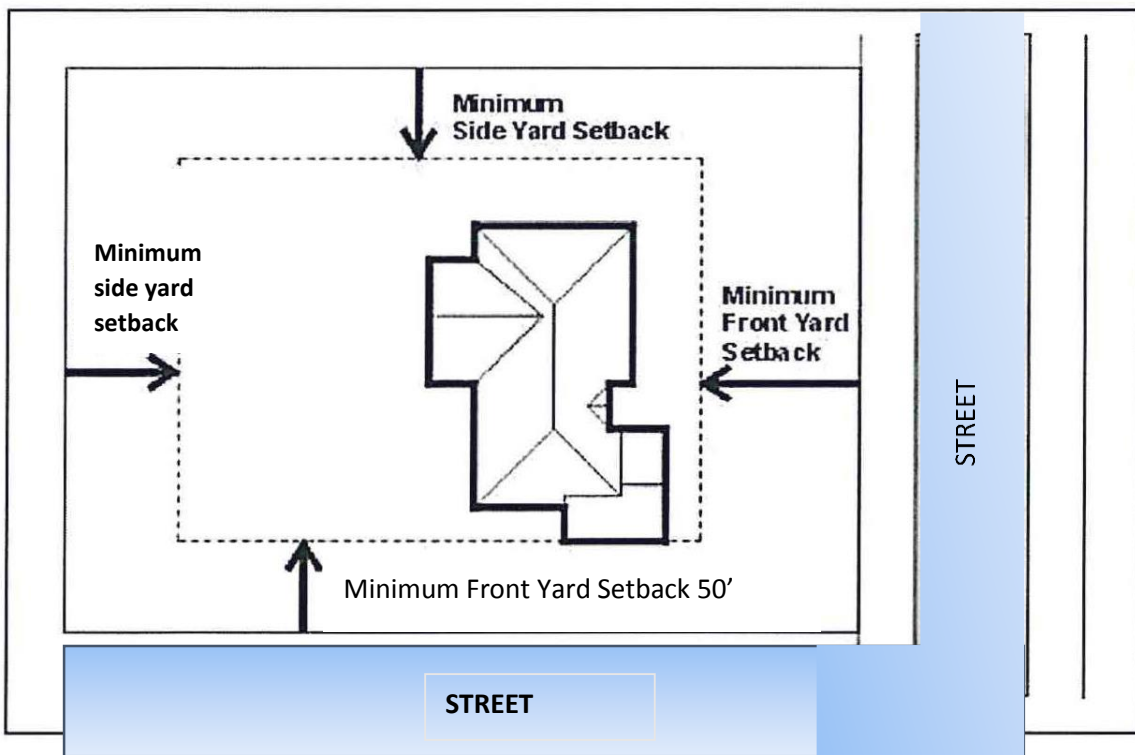 Minimum
Side Yard Setback
Minimum
side yard
setback
Minimum
Front Yard
Setback
STREET
Minimum Front Yard Setback 50’
STREET